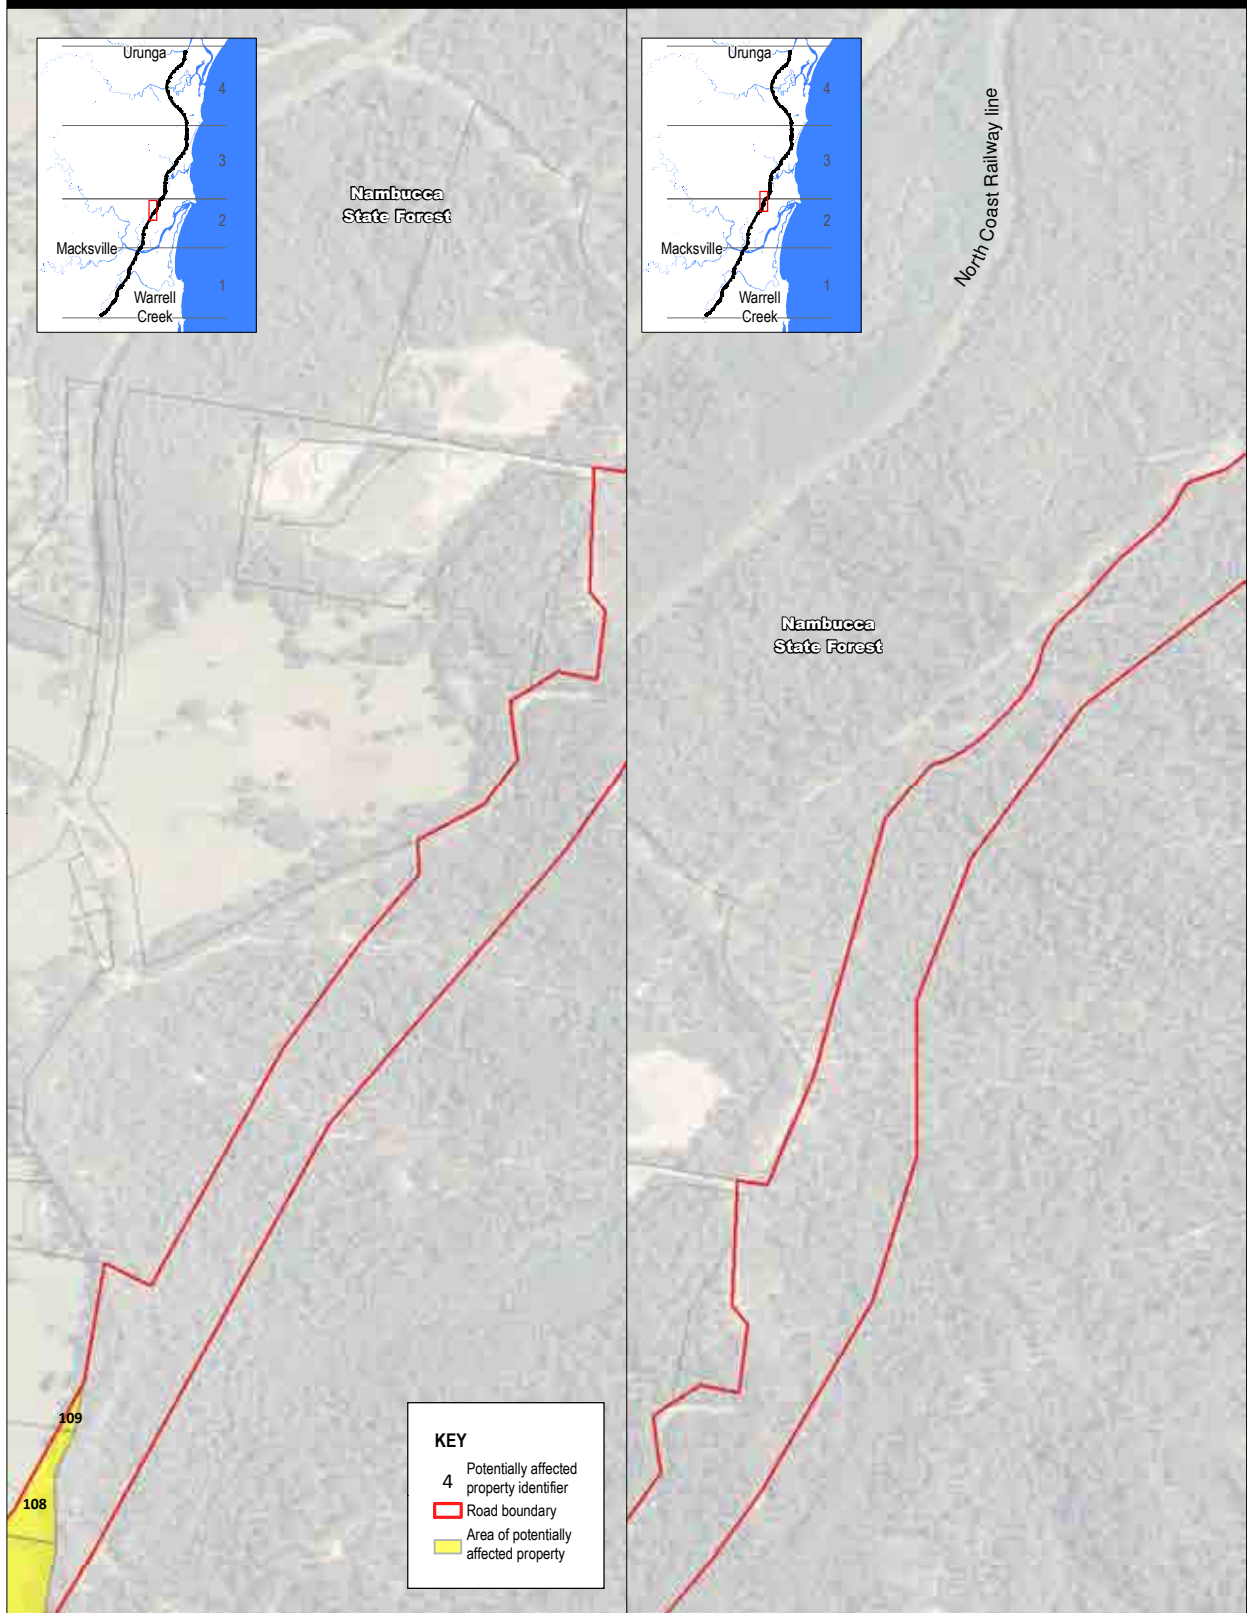 Urunga
4
3
2
Macksville
1
Warrell
Creek
Nambucca
State Forest
109
108
KEY
4 Potentially affected
property identifier
Road boundary
Area of potentially
affected property
Urunga
4
3
2
Macksville
1
Warrell
Creek
North Coast Railway line
Nambucca
State Forest